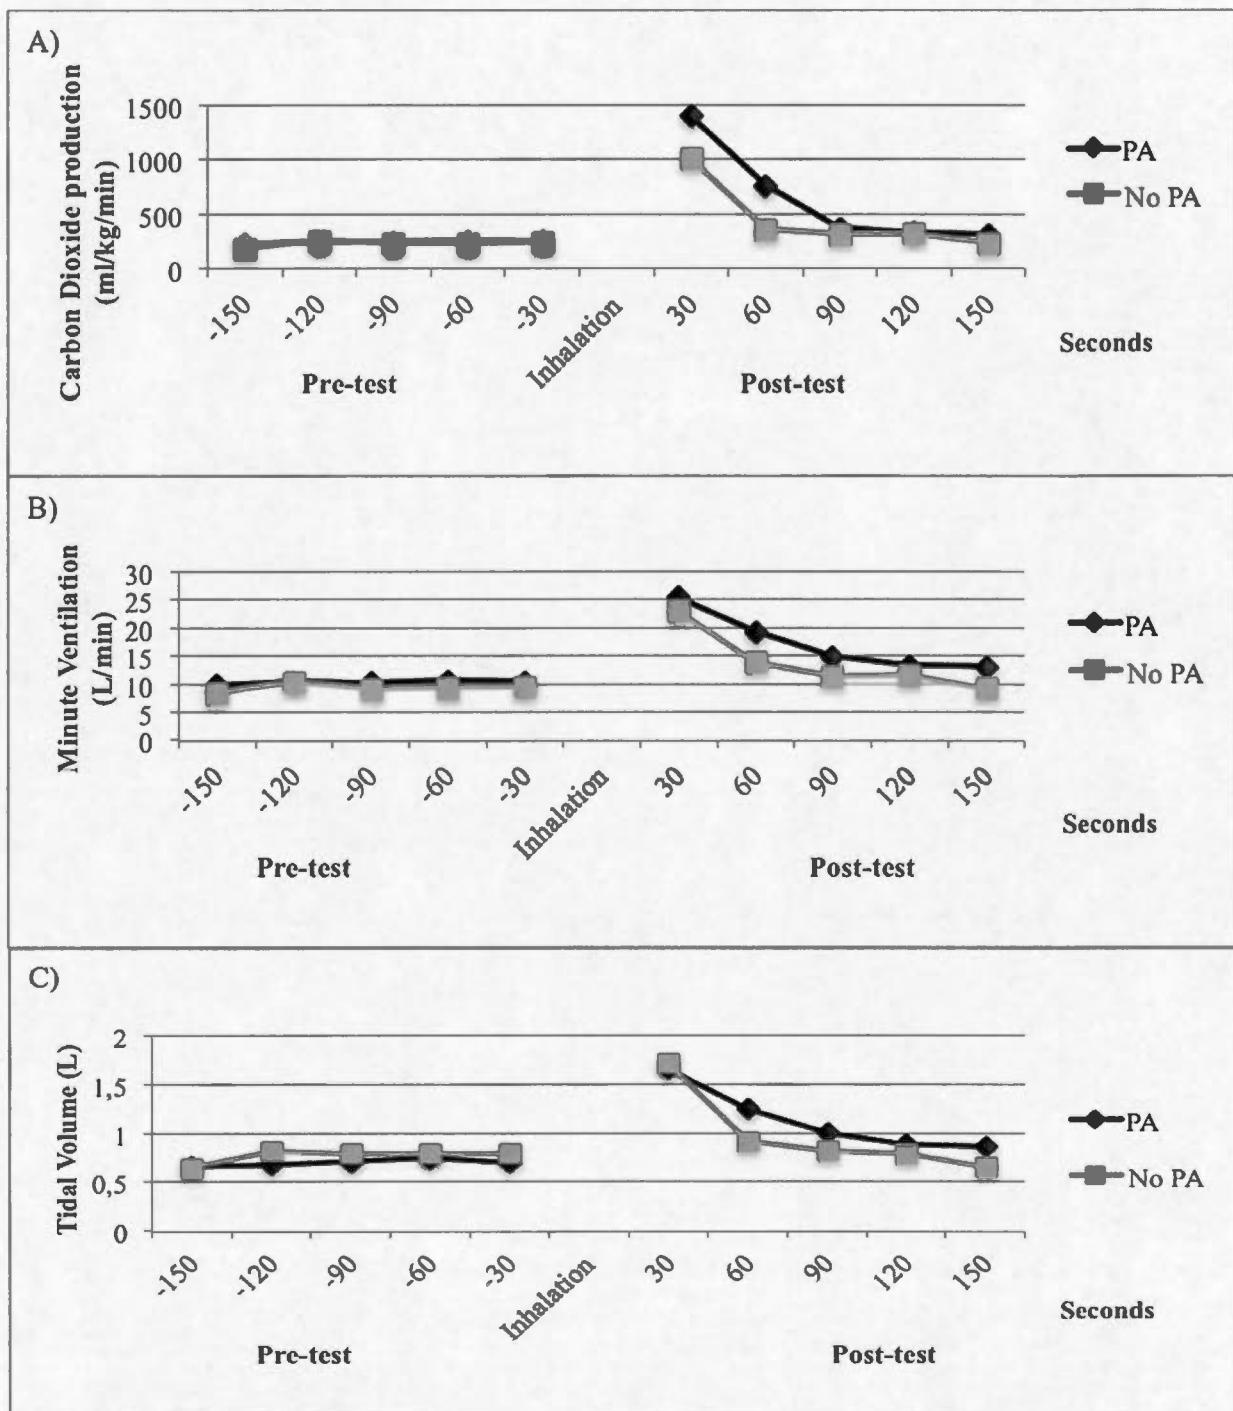 A)
Carbon Dioxide production
(ml/kg/min)
1500
1000
500
0
-150 -120 -90 -60 -30 Inhalation 30 60 90 120 150
Seconds
Pre-test Post-test
PA
No PA
B)
Minute Ventilation
(L/min)
30
25
20
15
10
5
0
-150 -120 -90 -60 -30 Inhalation 30 60 90 120 150
Seconds
Pre-test Post-test
PA
No PA
C)
Tidal Volume (L)
2
1,5
1
0,5
0
-150 -120 -90 -60 -30 Inhalation 30 60 90 120 150
Seconds
Pre-test Post-test
PA
No PA